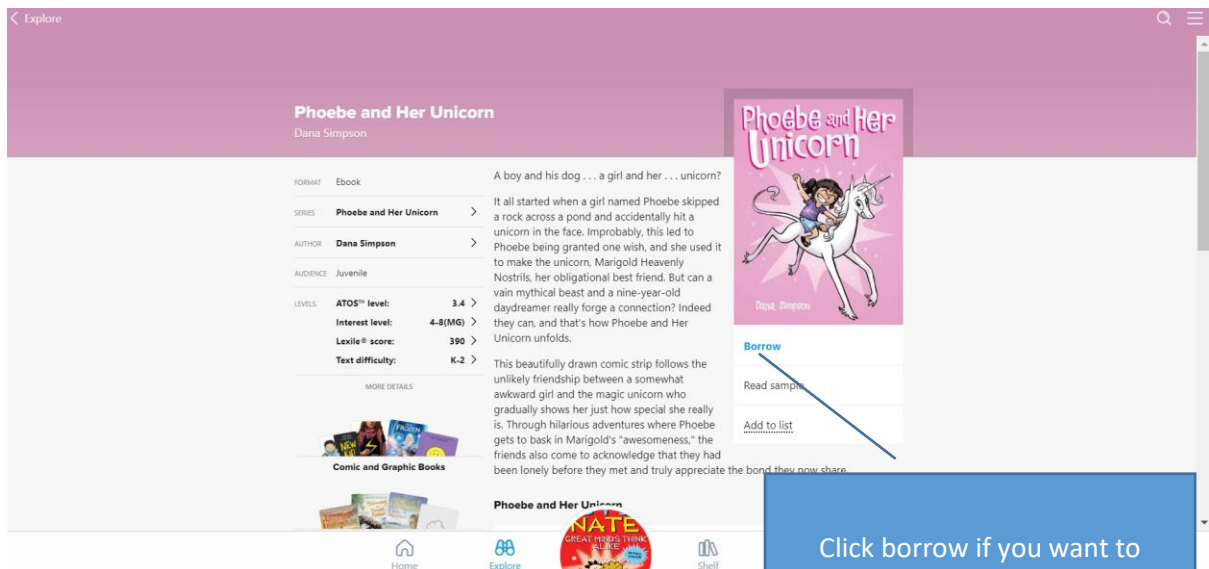 Explore
Phoebe and Her Unicorn
Dana Simpson
FORMAT Ebook
SERIES Phoebe and Her Unicorn
AUTHOR Dana Simpson
AUDIENCE Juvenile
LEVELS ATOS™ level: 3.4
Interest level: 4-8(MG)
Lexile® score: 390
Text difficulty: K-2
MORE DETAILS
NEW KID
FROZEN
Comic and Graphic Books
A boy and his dog . . . a girl and her . . . unicorn?
It all started when a girl named Phoebe skipped
a rock across a pond and accidentally hit a
unicorn in the face. Improbably, this led to
Phoebe being granted one wish, and she used it
to make the unicorn, Marigold Heavenly
Nostrils, her obligational best friend. But can a
vain mythical beast and a nine-year-old
daydreamer really forge a connection? Indeed
they can, and that's how Phoebe and Her
Unicorn unfolds.
This beautifully drawn comic strip follows the
unlikely friendship between a somewhat
awkward girl and the magic unicorn who
gradually shows her just how special she really
is. Through hilarious adventures where Phoebe
gets to bask in Marigold's "awesomeness," the
friends also come to acknowledge that they had
been lonely before they met and truly appreciate the bond they now share.
Phoebe and Her Unicorn
Phoebe and Her
Unicorn
Dana Simpson
Borrow
Read sample
Add to list
Home
Explore
NATE
GREAT MINDS THINK
ALIKE
Shelf
Click borrow if you want to